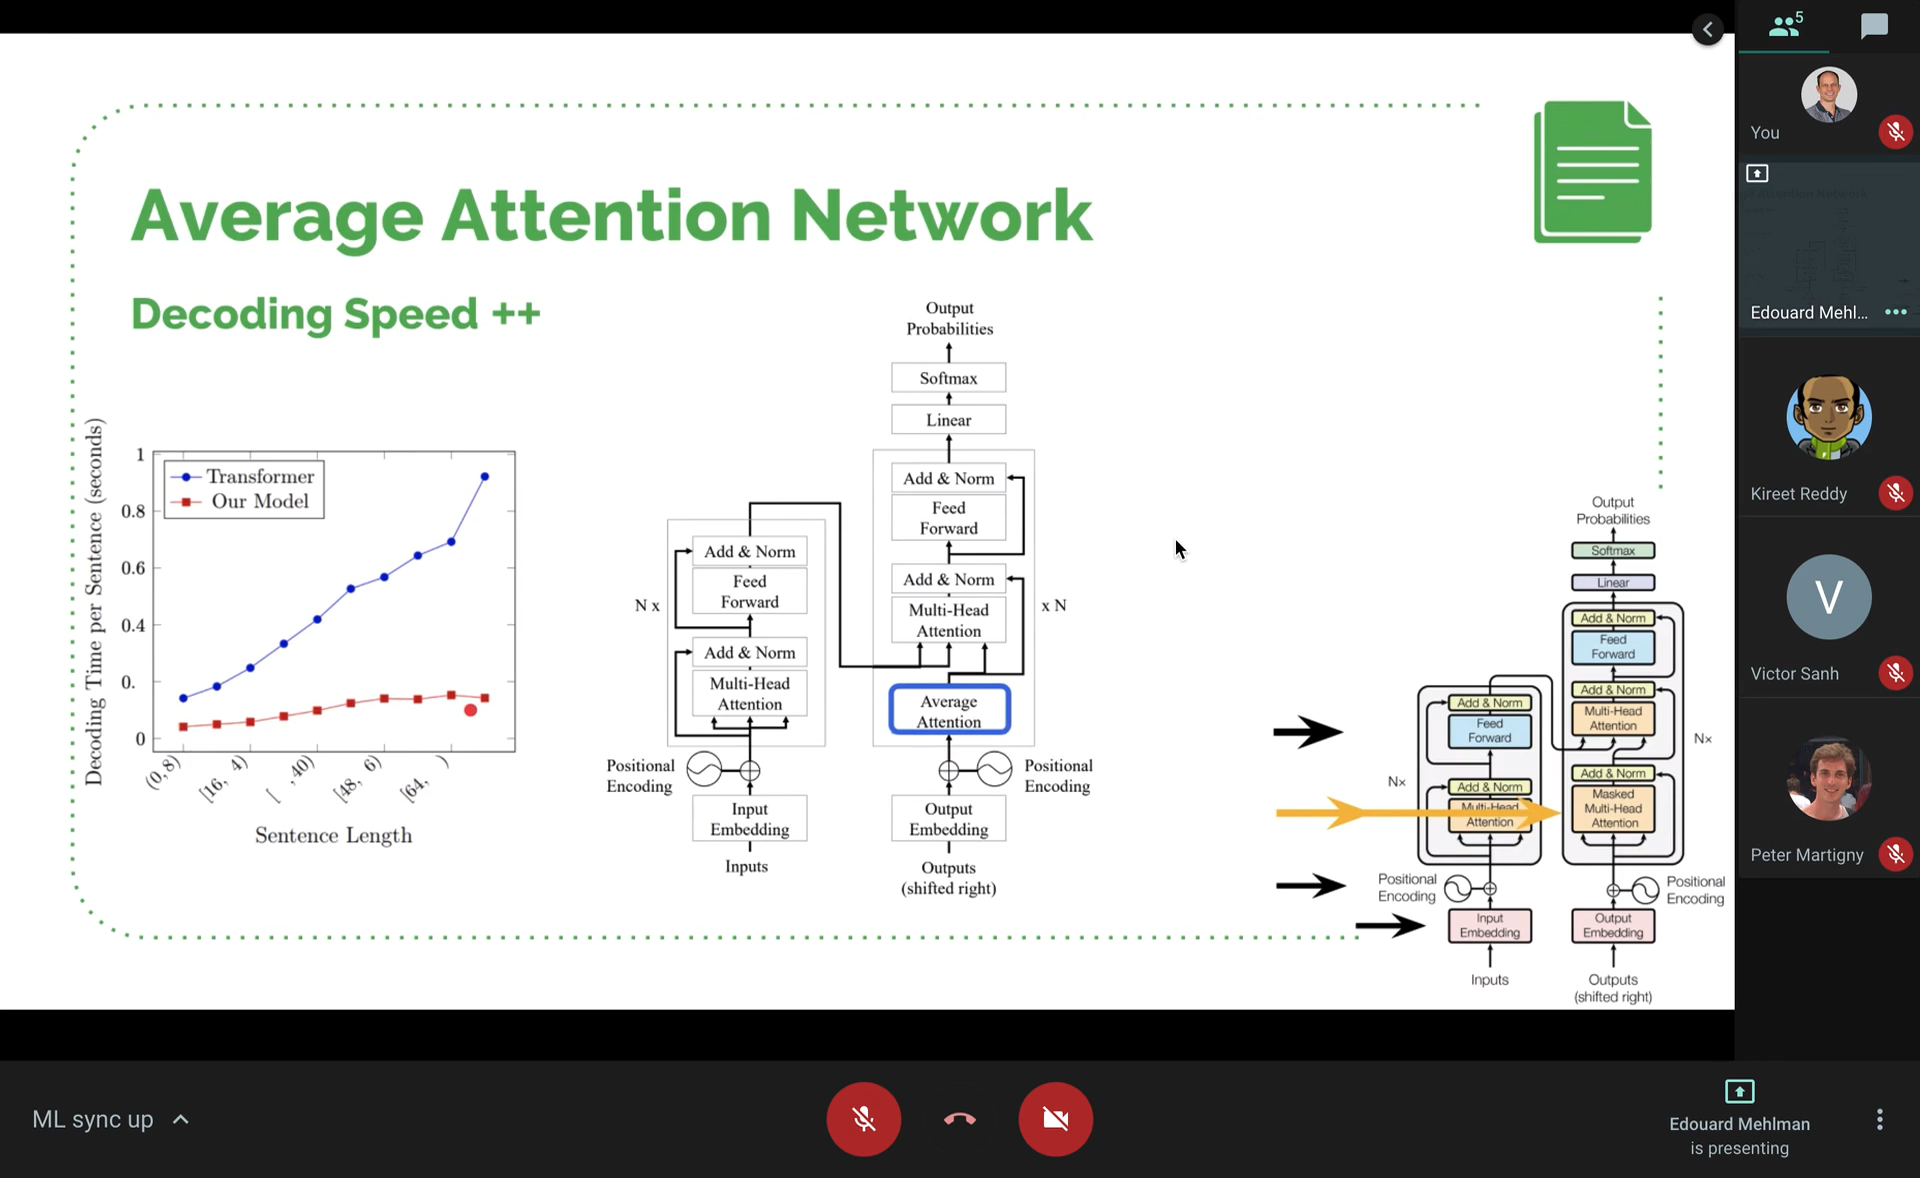 Average Attention Network
Decoding Speed ++
Decoding Time per Sentence (seconds)
1
0.8
0.6
0.4
0.
0
Transformer
Our Model
(0,8)
[16, 4)
[ ,40)
[48, 6)
[64, )
Sentence Length
Output
Probabilities
Softmax
Linear
Add & Norm
Feed
Forward
Add & Norm
Multi-Head
Attention
x N
Average
Attention
Positional
Encoding
Output
Embedding
Outputs
(shifted right)
N x
Add & Norm
Feed
Forward
Add & Norm
Multi-Head
Attention
Positional
Encoding
Input
Embedding
Inputs
Output
Probabilities
Softmax
Linear
Add & Norm
Feed
Forward
Add & Norm
Multi-Head
Attention
N×
Add & Norm
Masked
Multi-Head
Attention
Positional
Encoding
Output
Embedding
Outputs
(shifted right)
Add & Norm
Feed
Forward
N×
Add & Norm
Multi-Head
Attention
Positional
Encoding
Input
Embedding
Inputs
5
You
Edouard Mehl...
Kireet Reddy
V
Victor Sanh
Peter Martigny
ML sync up
Edouard Mehlman
is presenting